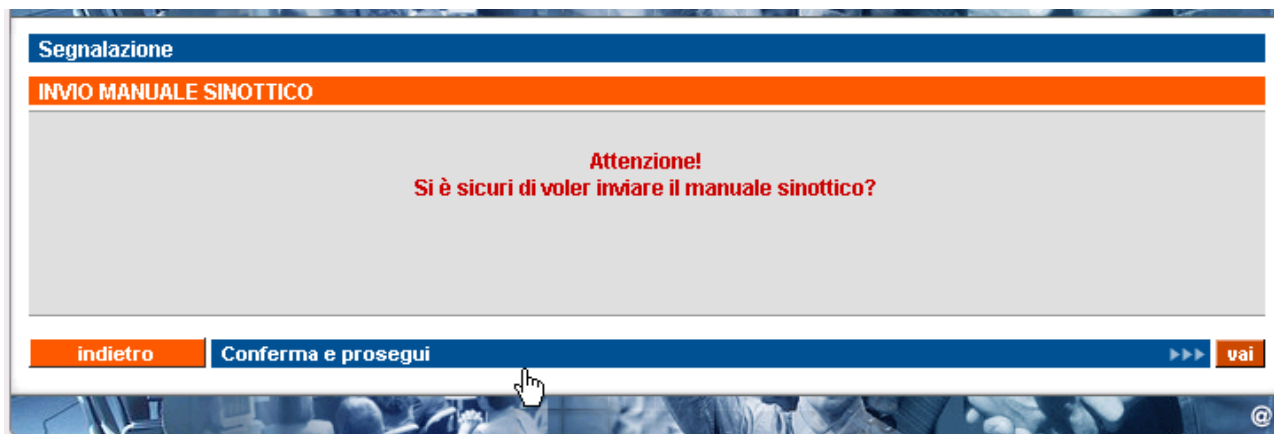 Segnalazione
INVIO MANUALE SINOTTICO
Attenzione!
Si è sicuri di voler inviare il manuale sinottico?
indietro
Conferma e prosegui
vai
@